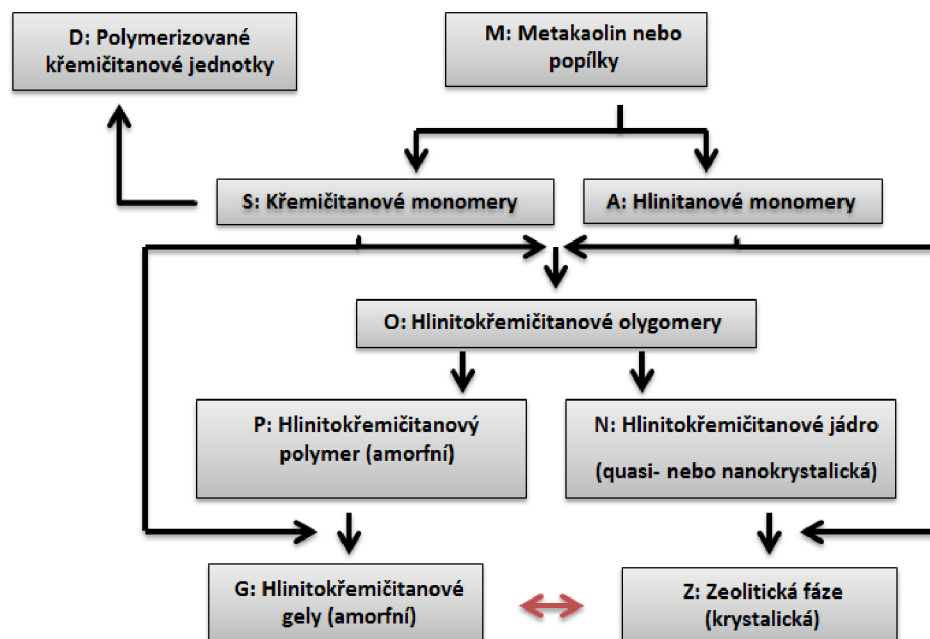 D: Polymerizované
křemičitanové jednotky
M: Metakaolin nebo
popílky
S: Křemičitanové monomery
A: Hlinitanové monomery
O: Hlinitokřemičitanové olygomery
P: Hlinitokřemičitanový
polymer (amorfní)
N: Hlinitokřemičitanové jádro
(quasi- nebo nanokrystalická)
G: Hlinitokřemičitanové
gely (amorfní)
Z: Zeolitická fáze
(krystalická)